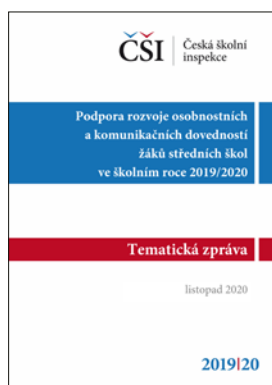 ČŠI
Česká školní
inspekce
Podpora rozvoje osobnostních
a komunikačních dovedností
žáků středních škol
ve školním roce 2019/2020
Tematická zpráva
listopad 2020
2019|20